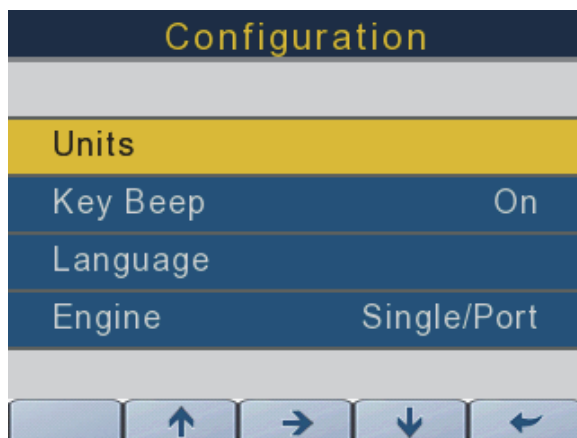 Configuration
Units
Key Beep On
Language
Engine Single/Port